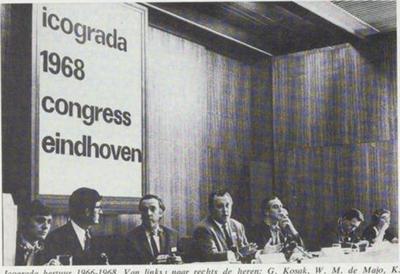 icograda
1968
congress
eindhoven
Icograda bestuur 1966-1968. Van links naar rechts de heren: G. Kosak, W. M. de Majo, K.